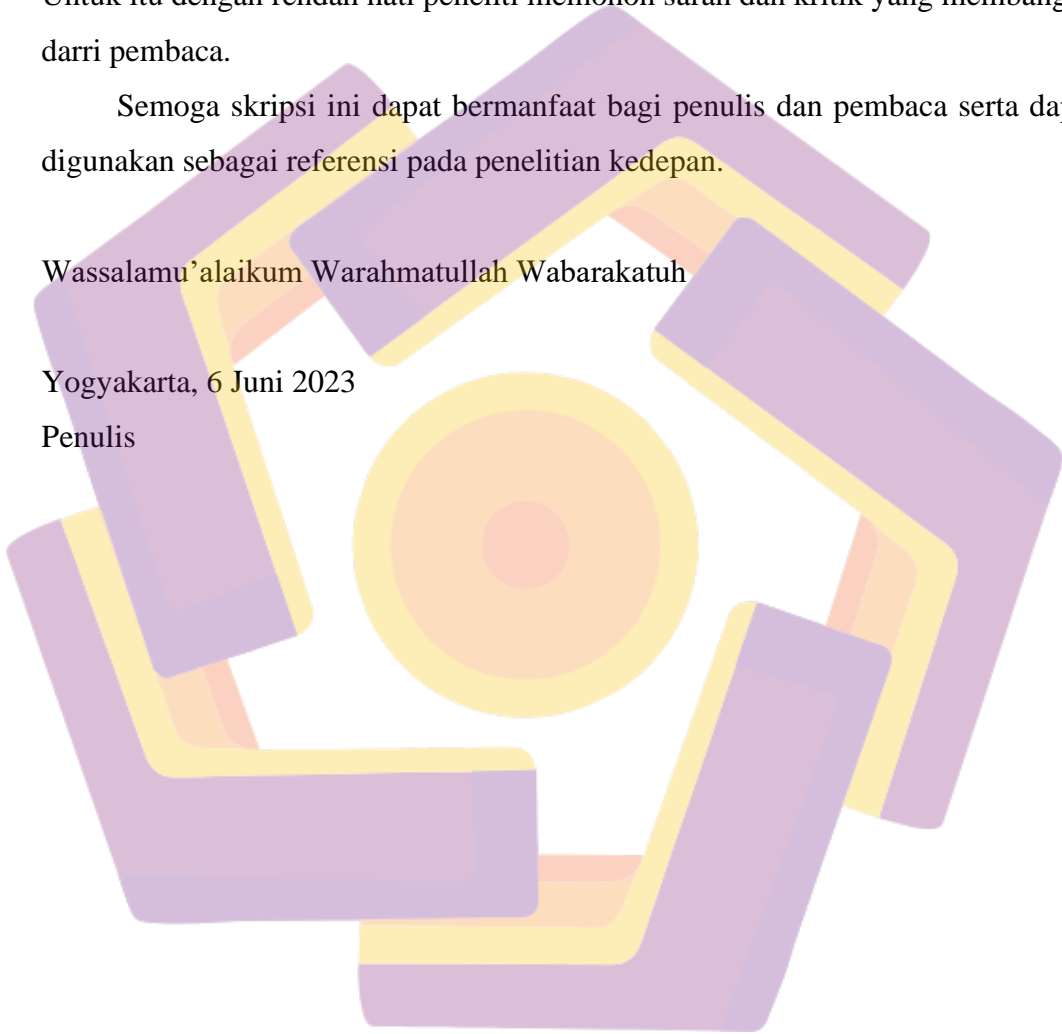 Untuk itu dengan rendah hati peneliti memohon saran dan kritik yang membang
darri pembaca.
Semoga skripsi ini dapat bermanfaat bagi penulis dan pembaca serta dap
digunakan sebagai referensi pada penelitian kedepan.
Wassalamu’alaikum Warahmatullah Wabarakatuh
Yogyakarta, 6 Juni 2023
Penulis